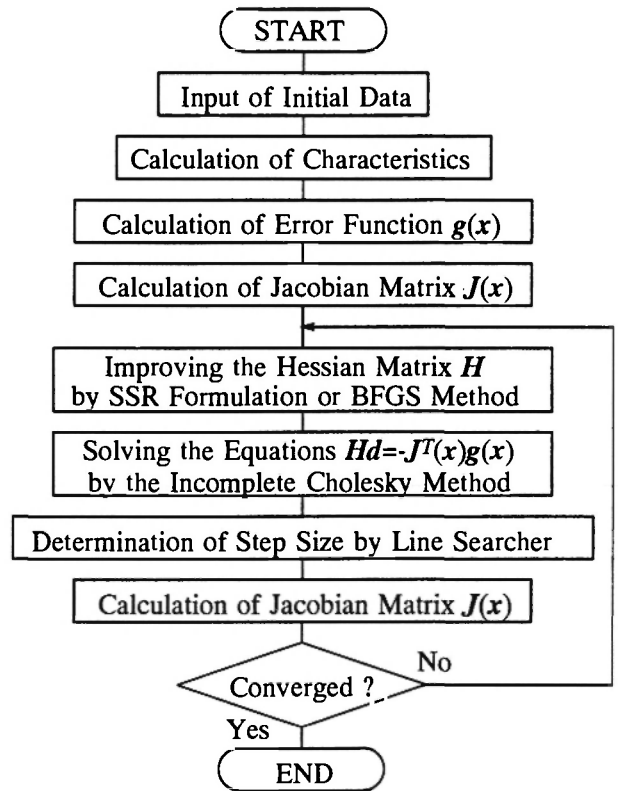 START
Input of Initial Data
Calculation of Characteristics
Calculation of Error Function g(x)
Calculation of Jacobian Matrix J(x)
Improving the Hessian Matrix H
by SSR Formulation or BFGS Method
Solving the Equations Hd=-Jᵀ(x)g(x)
by the Incomplete Cholesky Method
Determination of Step Size by Line Searcher
Calculation of Jacobian Matrix J(x)
Converged ?
No
Yes
END